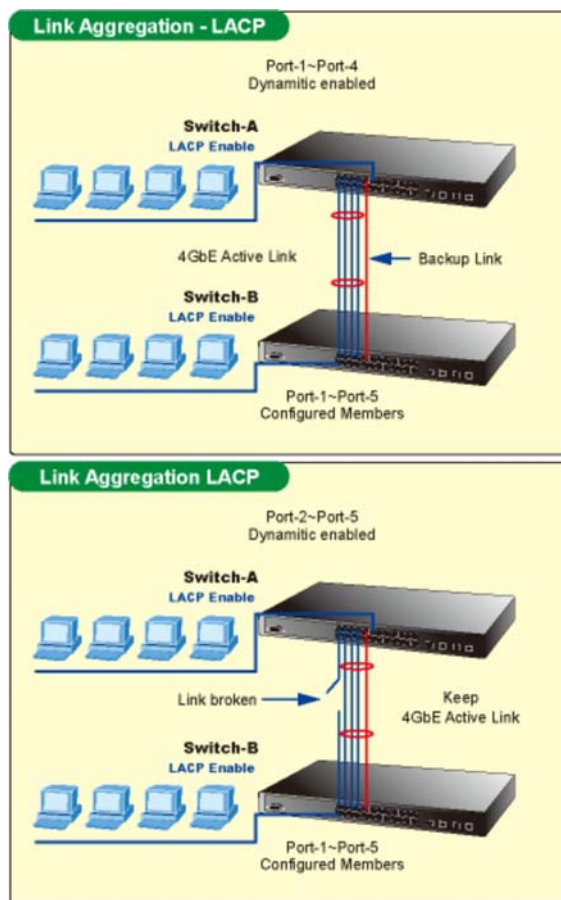 Link Aggregation - LACP
Port-1~Port-4
Dynamitic enabled
Switch-A
LACP Enable
4GbE Active Link
Backup Link
Switch-B
LACP Enable
Port-1~Port-5
Configured Members
Link Aggregation LACP
Port-2~Port-5
Dynamitic enabled
Switch-A
LACP Enable
Link broken
Keep
4GbE Active Link
Switch-B
LACP Enable
Port-1~Port-5
Configured Members